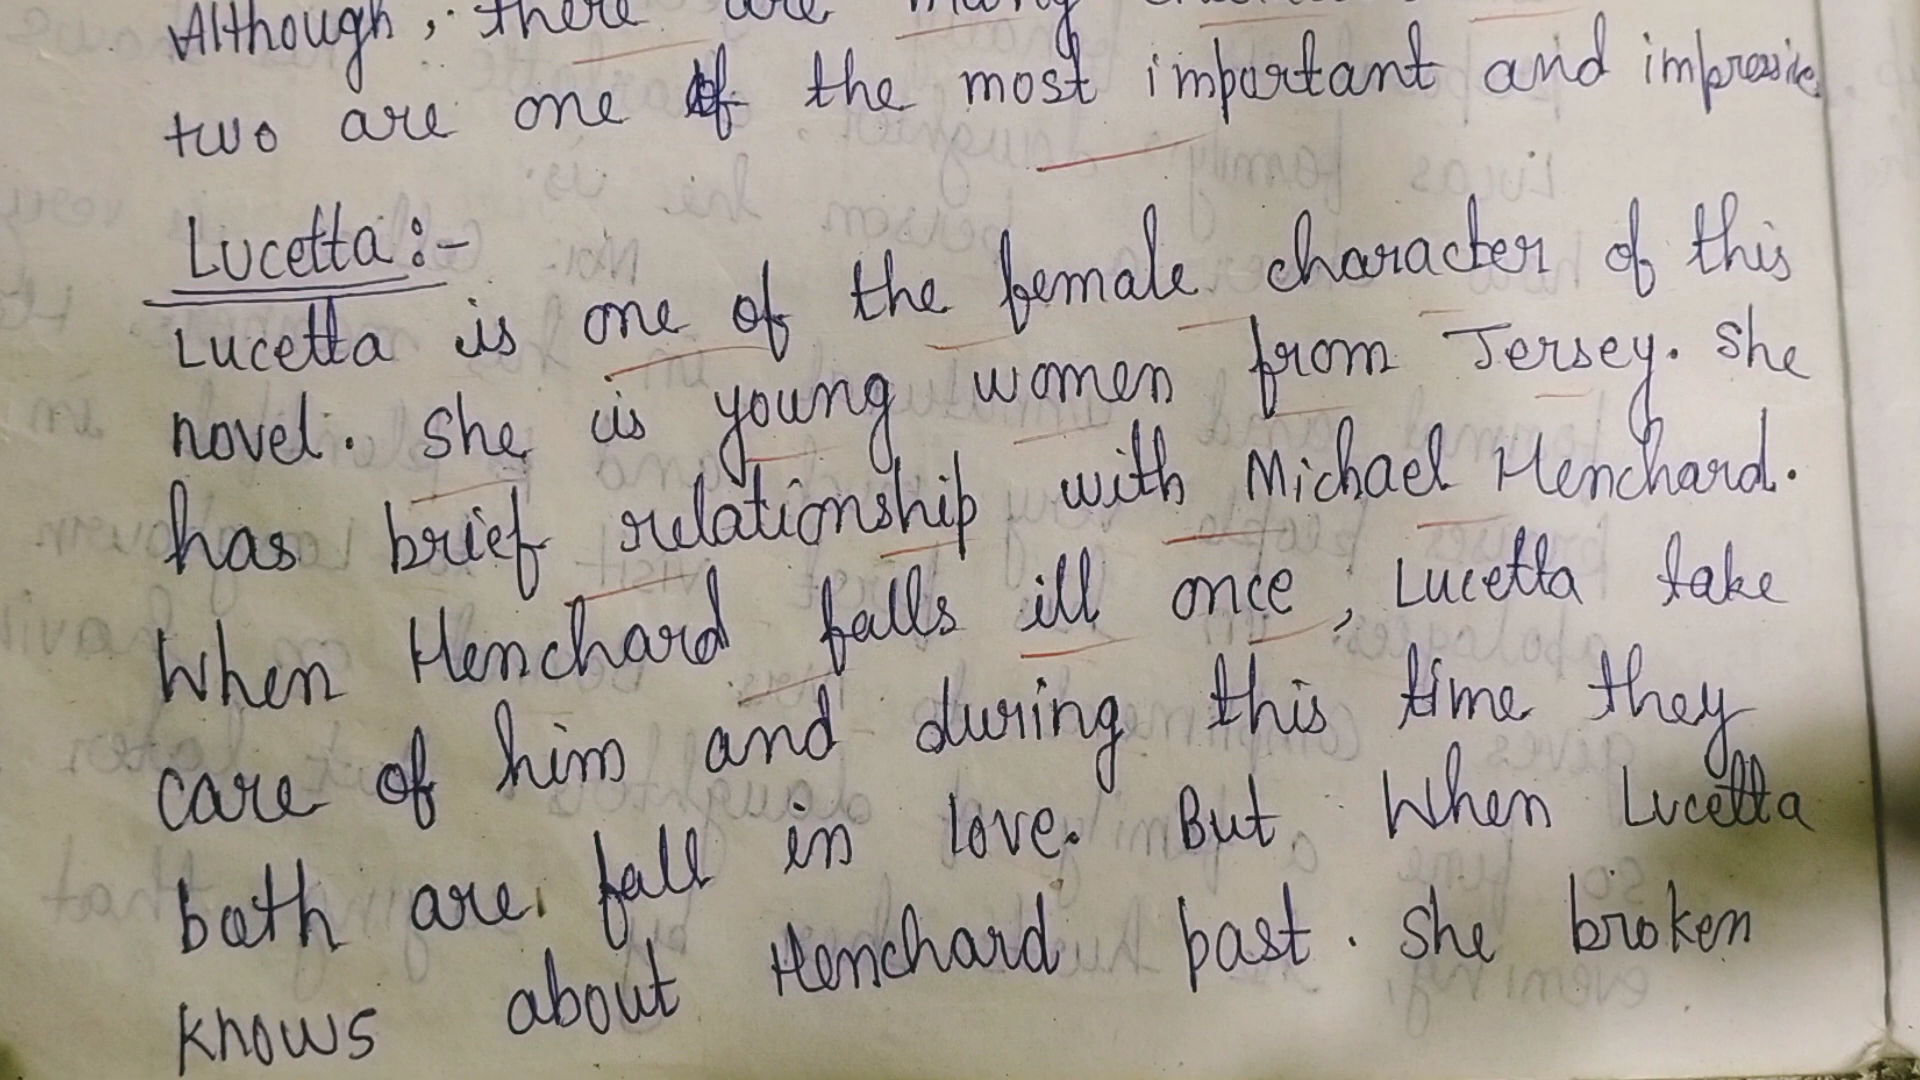 Although, there are many
two are one of the most important and impressive
Lucetta :-
Lucetta is one of the female character of this
novel. She is young women from Jersey. She
has brief relationship with Michael Henchard.
When Henchard falls ill once, Lucetta take
care of him and during this time they
both are fall in love. But When Lucetta
knows about Henchard past. She broken